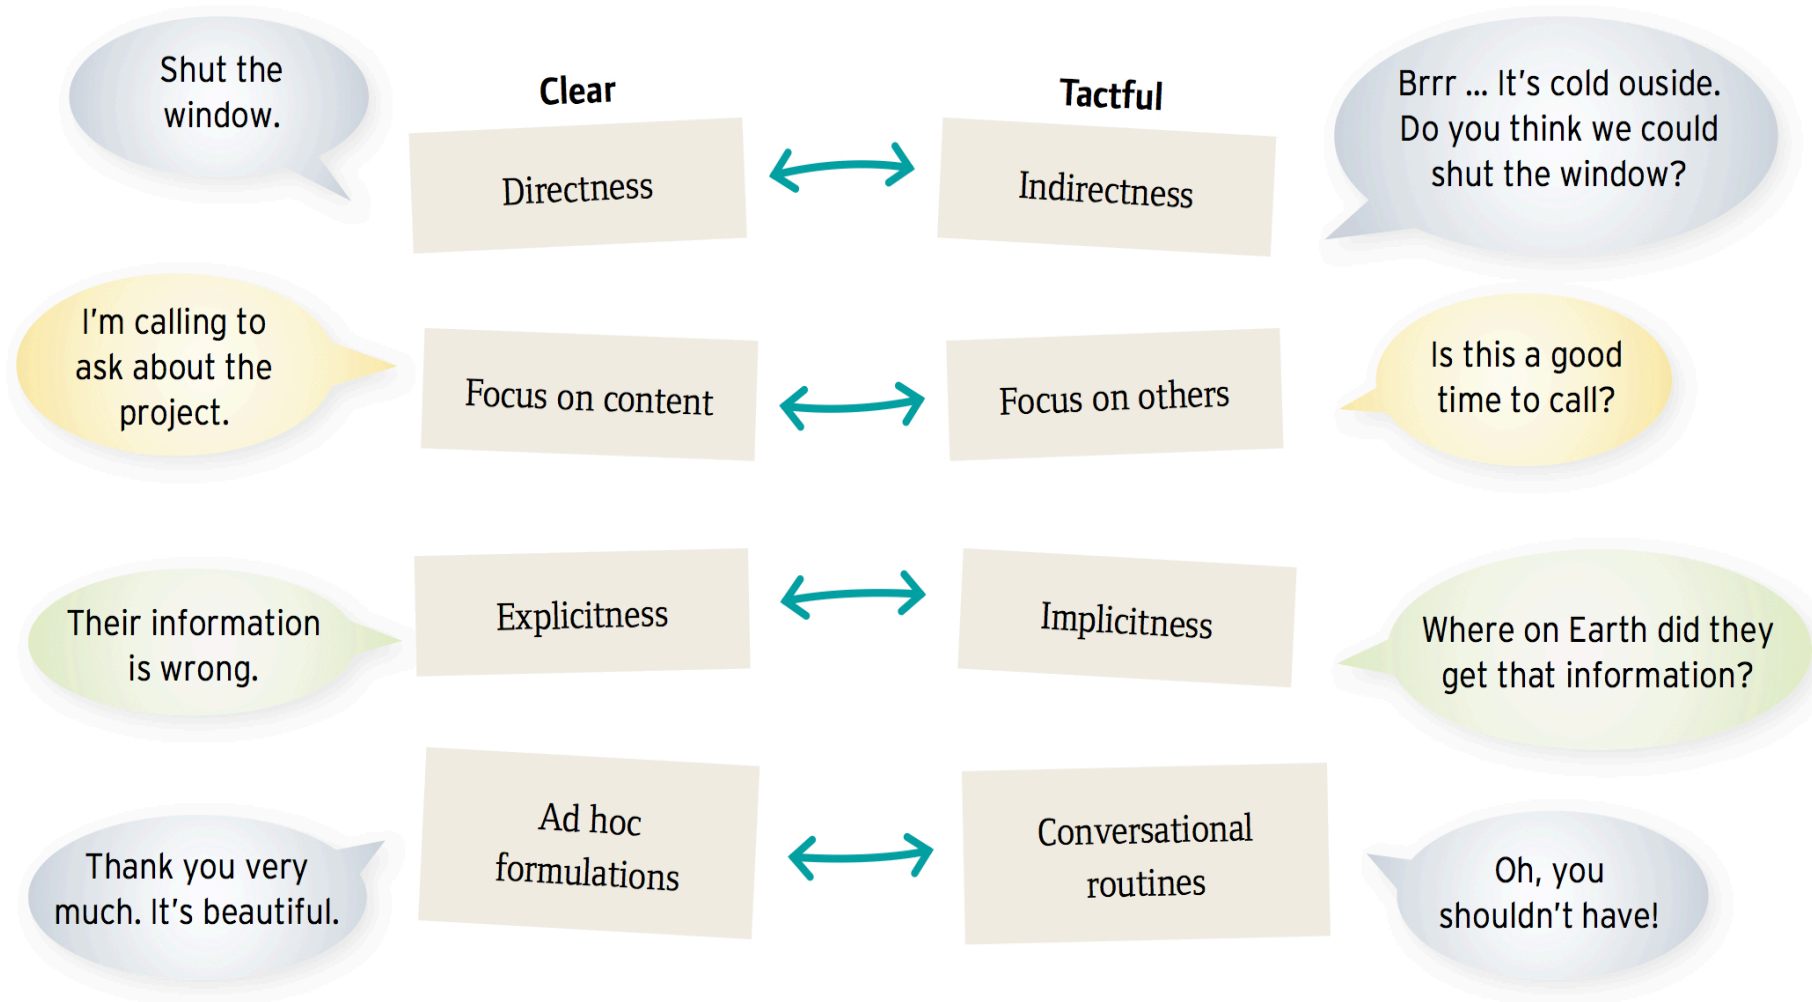 Clear
Tactful
Shut the
window.
Directness
Indirectness
Brrr ... It's cold ouside.
Do you think we could
shut the window?
I'm calling to
ask about the
project.
Focus on content
Focus on others
Is this a good
time to call?
Their information
is wrong.
Explicitness
Implicitness
Where on Earth did they
get that information?
Thank you very
much. It's beautiful.
Ad hoc
formulations
Conversational
routines
Oh, you
shouldn't have!